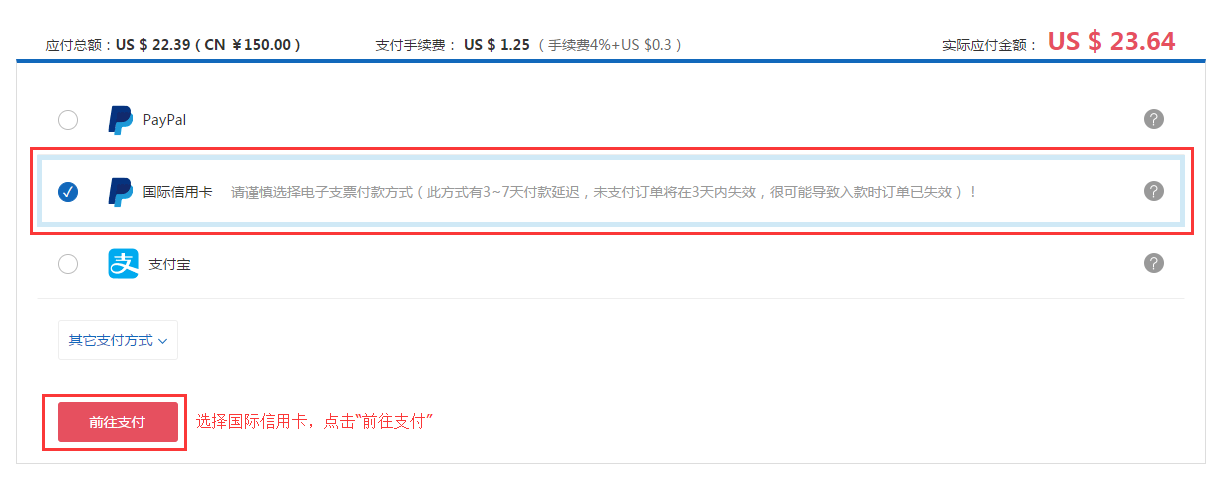 应付总额：US $ 22.39 ( CN ￥150.00 ) 支付手续费： US $ 1.25 （ 手续费4%+US $0.3 ） 实际应付金额： US $ 23.64
PayPal ?
国际信用卡 请谨慎选择电子支票付款方式（ 此方式有3~7天付款延迟，未支付订单将在3天内失效，很可能导致入款时订单已失效 ）！ ?
支 支付宝 ?
其它支付方式
前往支付 选择国际信用卡，点击“前往支付”